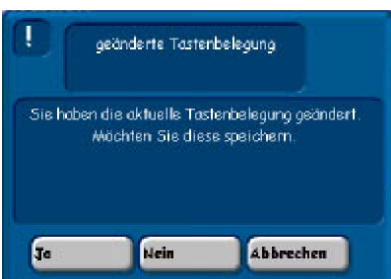 !
geänderte Tastenbelegung
Sie haben die aktuelle Tastenbelegung geändert.
Möchten Sie diese speichern.
Ja Nein Abbrechen